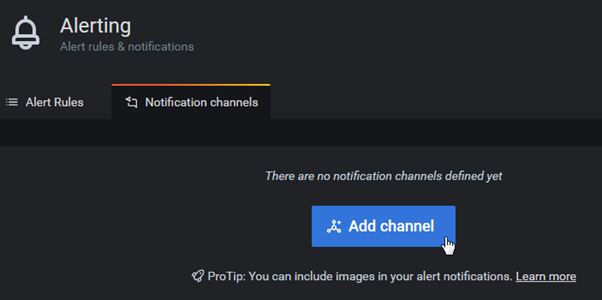 Alerting
Alert rules & notifications
Alert Rules
Notification channels
There are no notification channels defined yet
Add channel
ProTip: You can include images in your alert notifications. Learn more